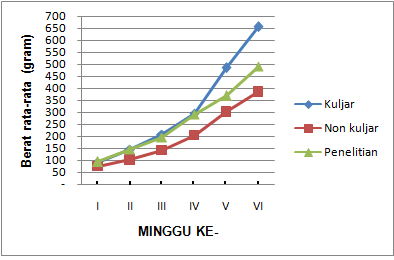 Berat rata-rata (gram)
700
650
600
550
500
450
400
350
300
250
200
150
100
50
-
I II III IV V VI
MINGGU KE-
Kuljar
Non kuljar
Penelitian